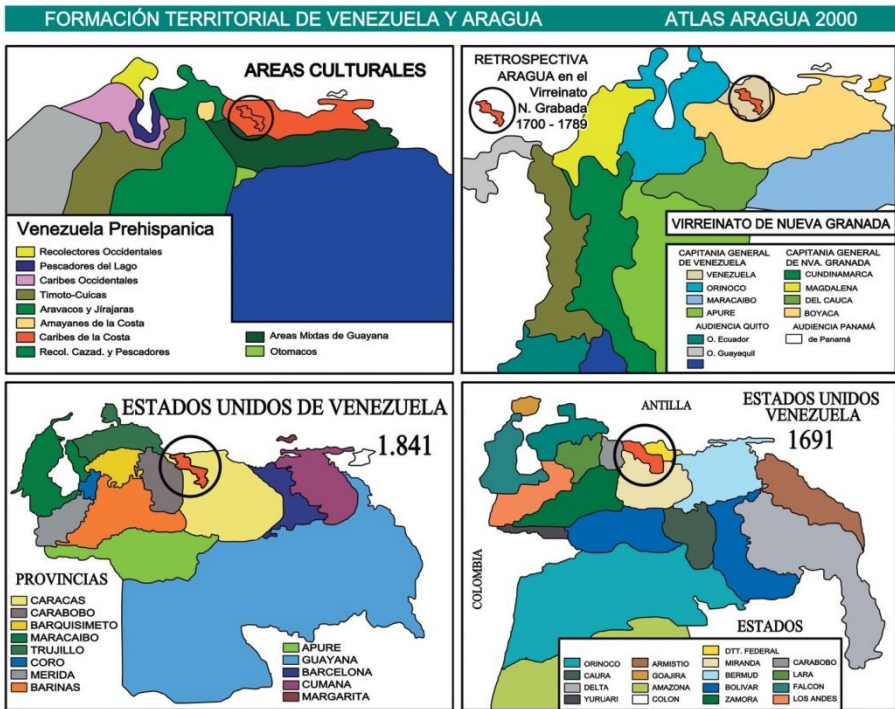 FORMACIÓN TERRITORIAL DE VENEZUELA Y ARAGUA
ATLAS ARAGUA 2000
AREAS CULTURALES
Venezuela Prehispanica
Recolectores Occidentales
Pescadores del Lago
Caribes Occidentales
Timoto-Cuicas
Aravacos y Jírajaras
Amayanes de la Costa
Caribes de la Costa
Recol. Cazad. y Pescadores
Areas Mixtas de Guayana
Otomacos
RETROSPECTIVA
ARAGUA en el
Virreinato
N. Grabada
1700 - 1789
VIRREINATO DE NUEVA GRANADA
CAPITANIA GENERAL
DE VENEZUELA
VENEZUELA
ORINOCO
MARACAIBO
APURE
AUDIENCIA QUITO
O. Ecuador
O. Guayaquil
CAPITANIA GENERAL
DE NVA. GRANADA
CUNDINAMARCA
MAGDALENA
DEL CAUCA
BOYACA
AUDIENCIA PANAMÁ
de Panamá
ESTADOS UNIDOS DE VENEZUELA
1.841
PROVINCIAS
CARACAS
CARABOBO
BARQUISIMETO
MARACAIBO
TRUJILLO
CORO
MERIDA
BARINAS
APURE
GUAYANA
BARCELONA
CUMANA
MARGARITA
ANTILLA
ESTADOS UNIDOS
VENEZUELA
1691
COLOMBIA
ESTADOS
ORINOCO
CAURA
DELTA
YURUARI
ARMISTIO
GOAJIRA
AMAZONA
COLON
DTT. FEDERAL
MIRANDA
BERMUD
BOLIVAR
ZAMORA
CARABOBO
LARA
FALCON
LOS ANDES